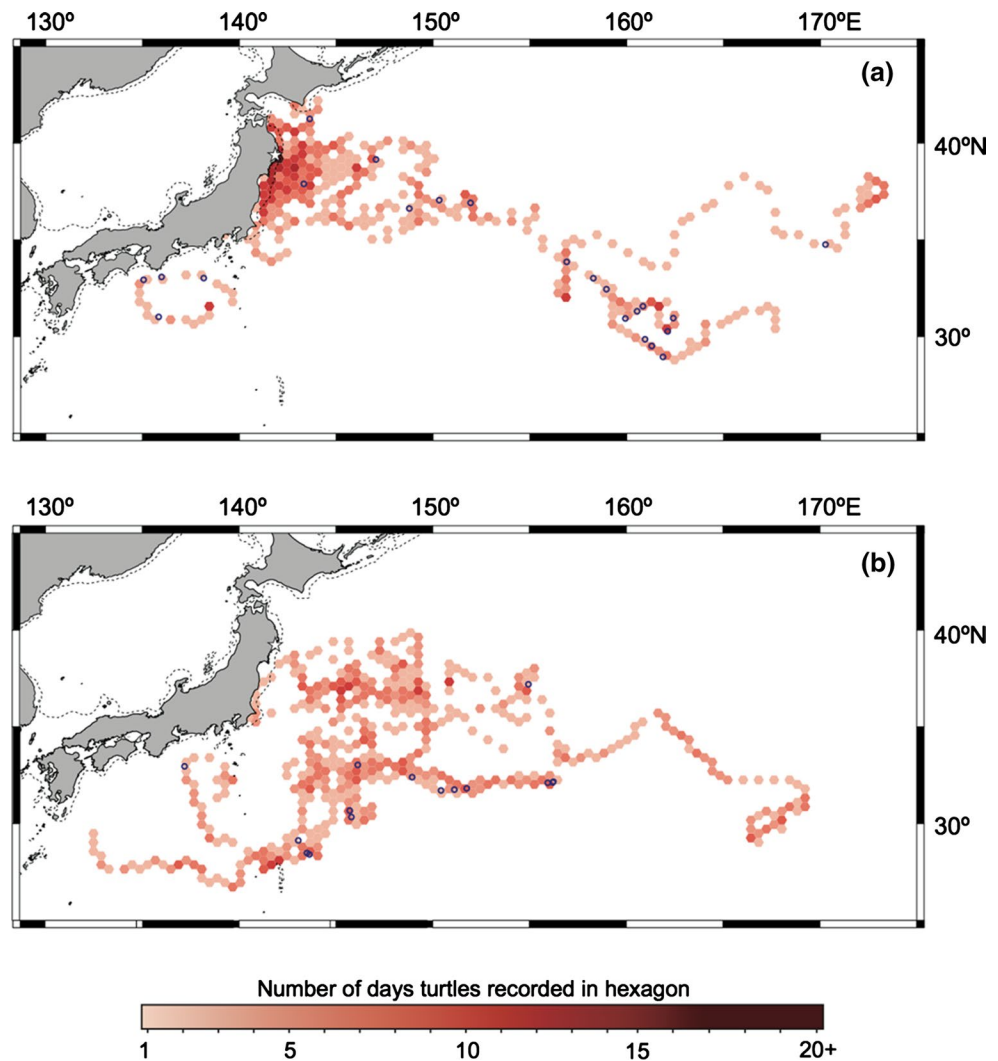 130º 140º 150º 160º 170ºE
(a)
40ºN
30º
130º 140º 150º 160º 170ºE
(b)
40ºN
30º
Number of days turtles recorded in hexagon
1 5 10 15 20+